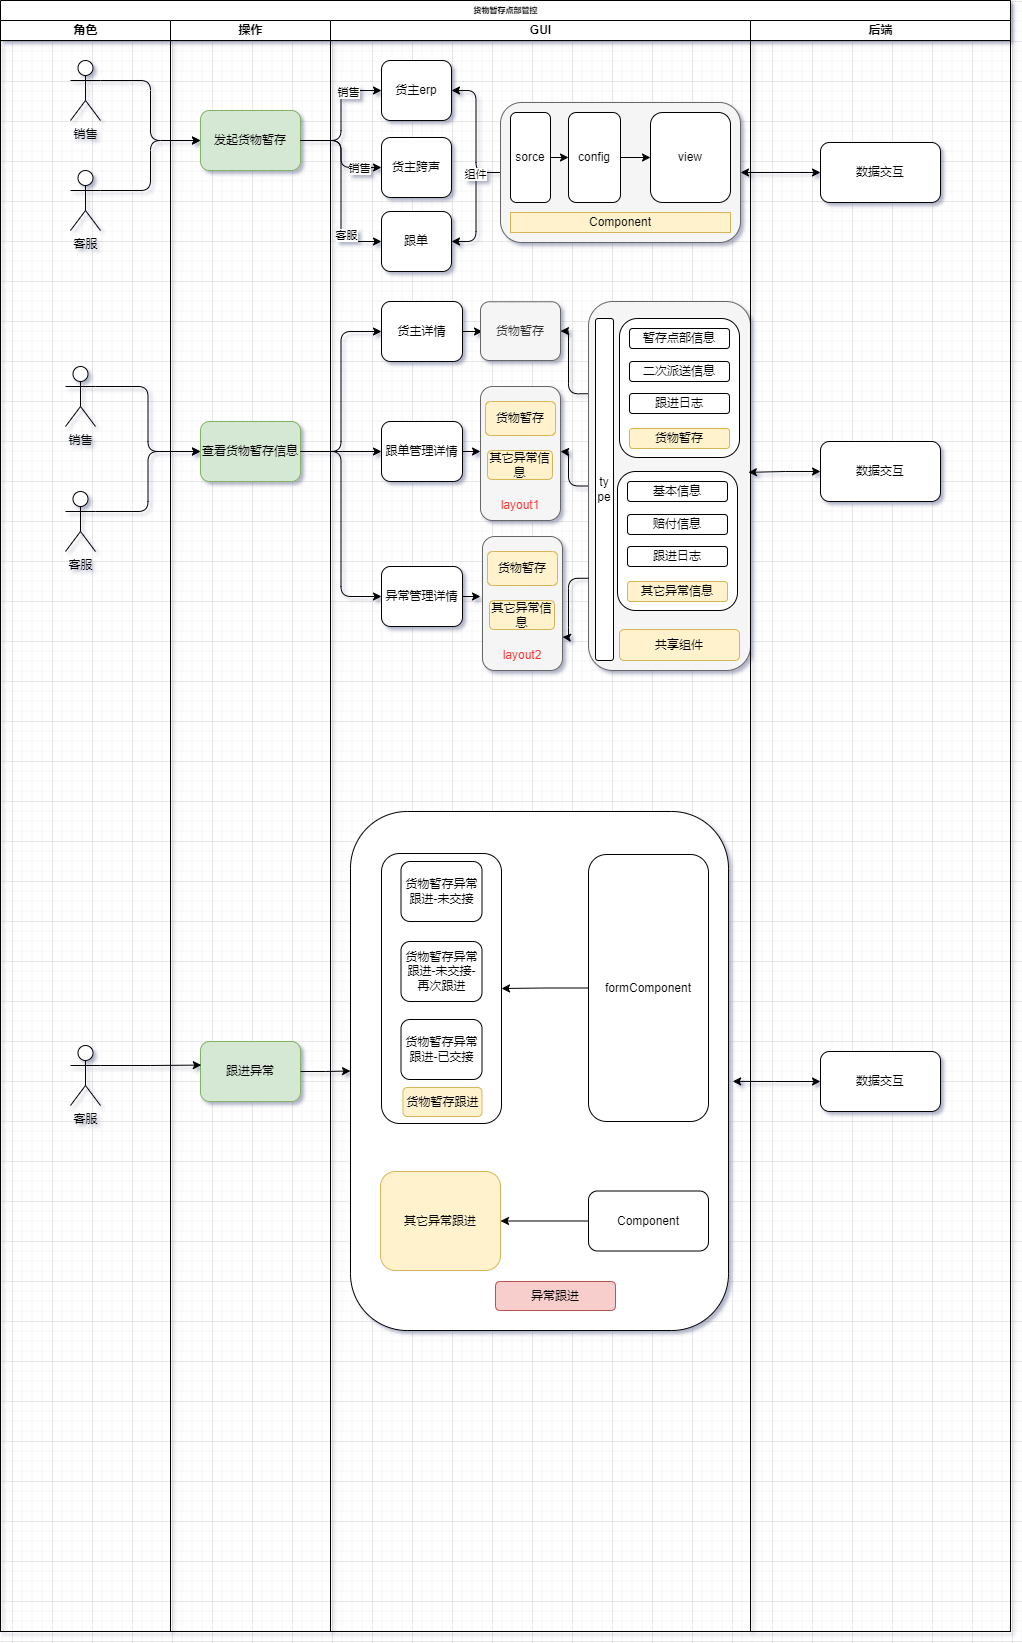 货物暂存点部管控
角色
操作
GUI
后端
销售
客服
发起货物暂存
销售
销售
客服
货主erp
货主跨声
跟单
组件
sorce
config
view
Component
数据交互
销售
客服
查看货物暂存信息
货主详情
跟单管理详情
异常管理详情
货物暂存
货物暂存
其它异常信
息
layout1
货物暂存
其它异常信
息
layout2
ty
pe
暂存点部信息
二次派送信息
跟进日志
货物暂存
基本信息
赔付信息
跟进日志
其它异常信息
共享组件
数据交互
客服
跟进异常
货物暂存异常
跟进-未交接
货物暂存异常
跟进-未交接-
再次跟进
货物暂存异常
跟进-已交接
货物暂存跟进
formComponent
其它异常跟进
Component
异常跟进
数据交互